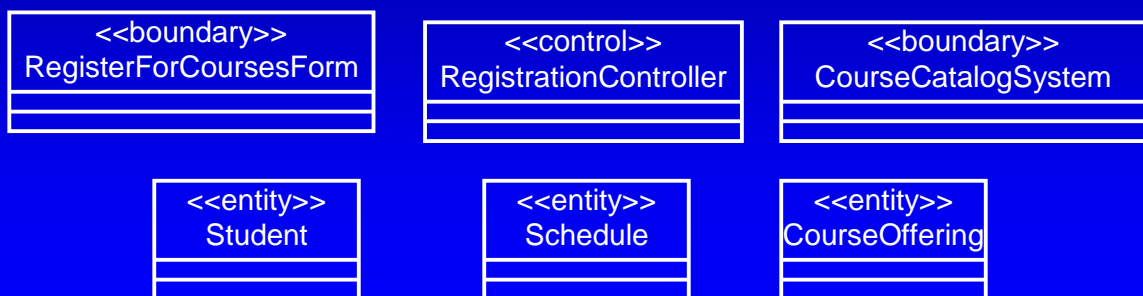 <<boundary>>
RegisterForCoursesForm
<<control>>
RegistrationController
<<boundary>>
CourseCatalogSystem
<<entity>>
Student
<<entity>>
Schedule
<<entity>>
CourseOffering